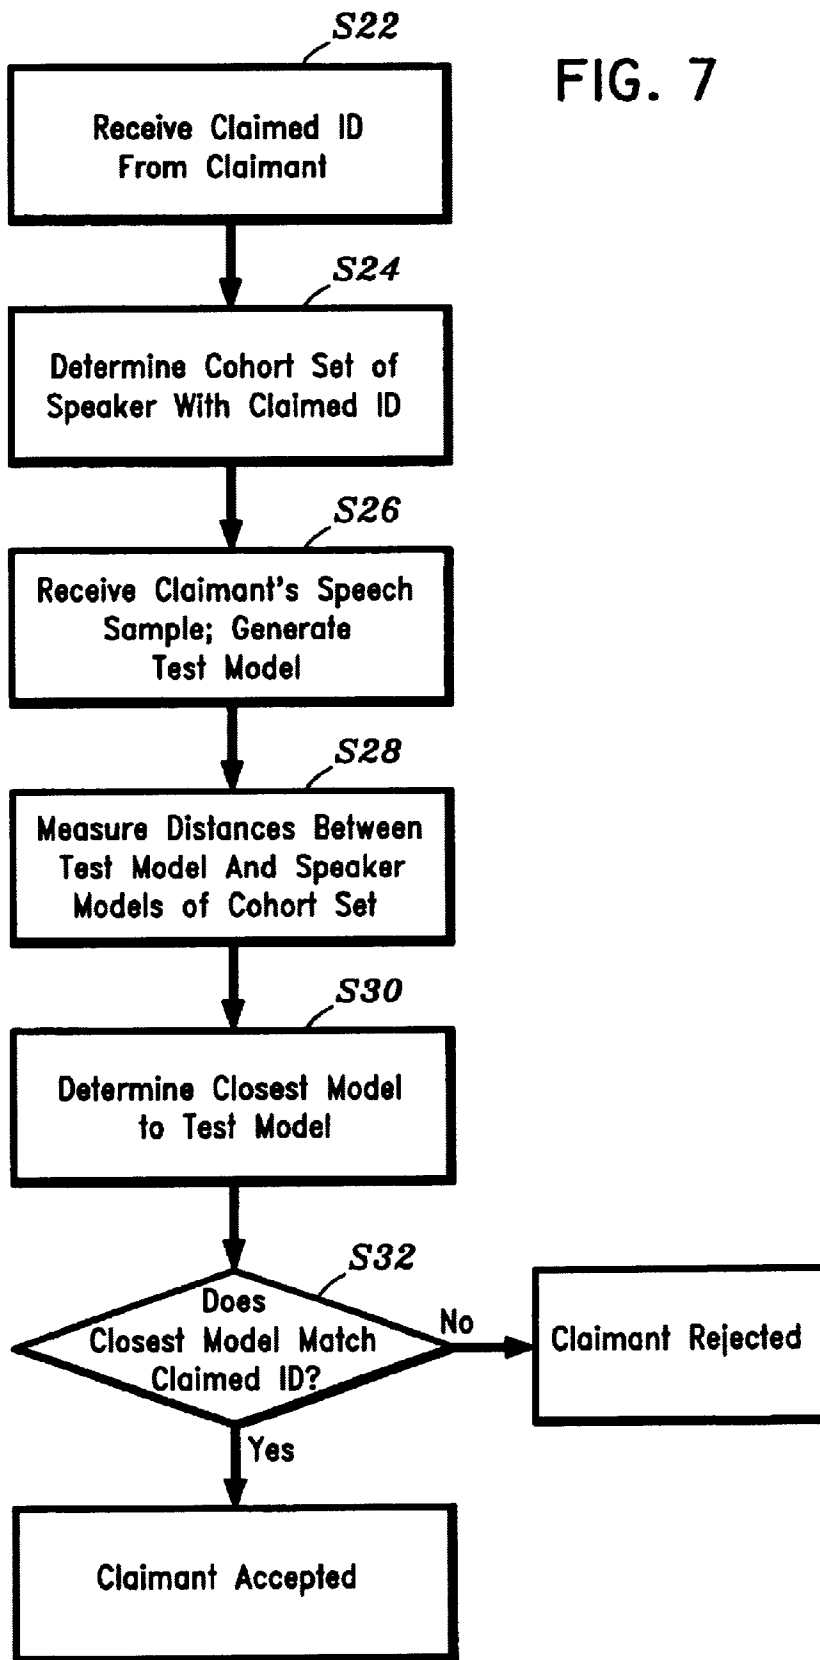 S22
FIG. 7
Receive Claimed ID
From Claimant
S24
Determine Cohort Set of
Speaker With Claimed ID
S26
Receive Claimant's Speech
Sample; Generate
Test Model
S28
Measure Distances Between
Test Model And Speaker
Models of Cohort Set
S30
Determine Closest Model
to Test Model
S32
Does
Closest Model Match
Claimed ID?
No
Claimant Rejected
Yes
Claimant Accepted